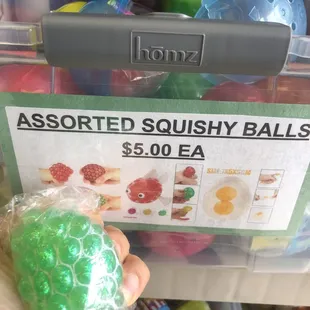 hōmz
ASSORTED SQUISHY BALLS
$5.00 EA